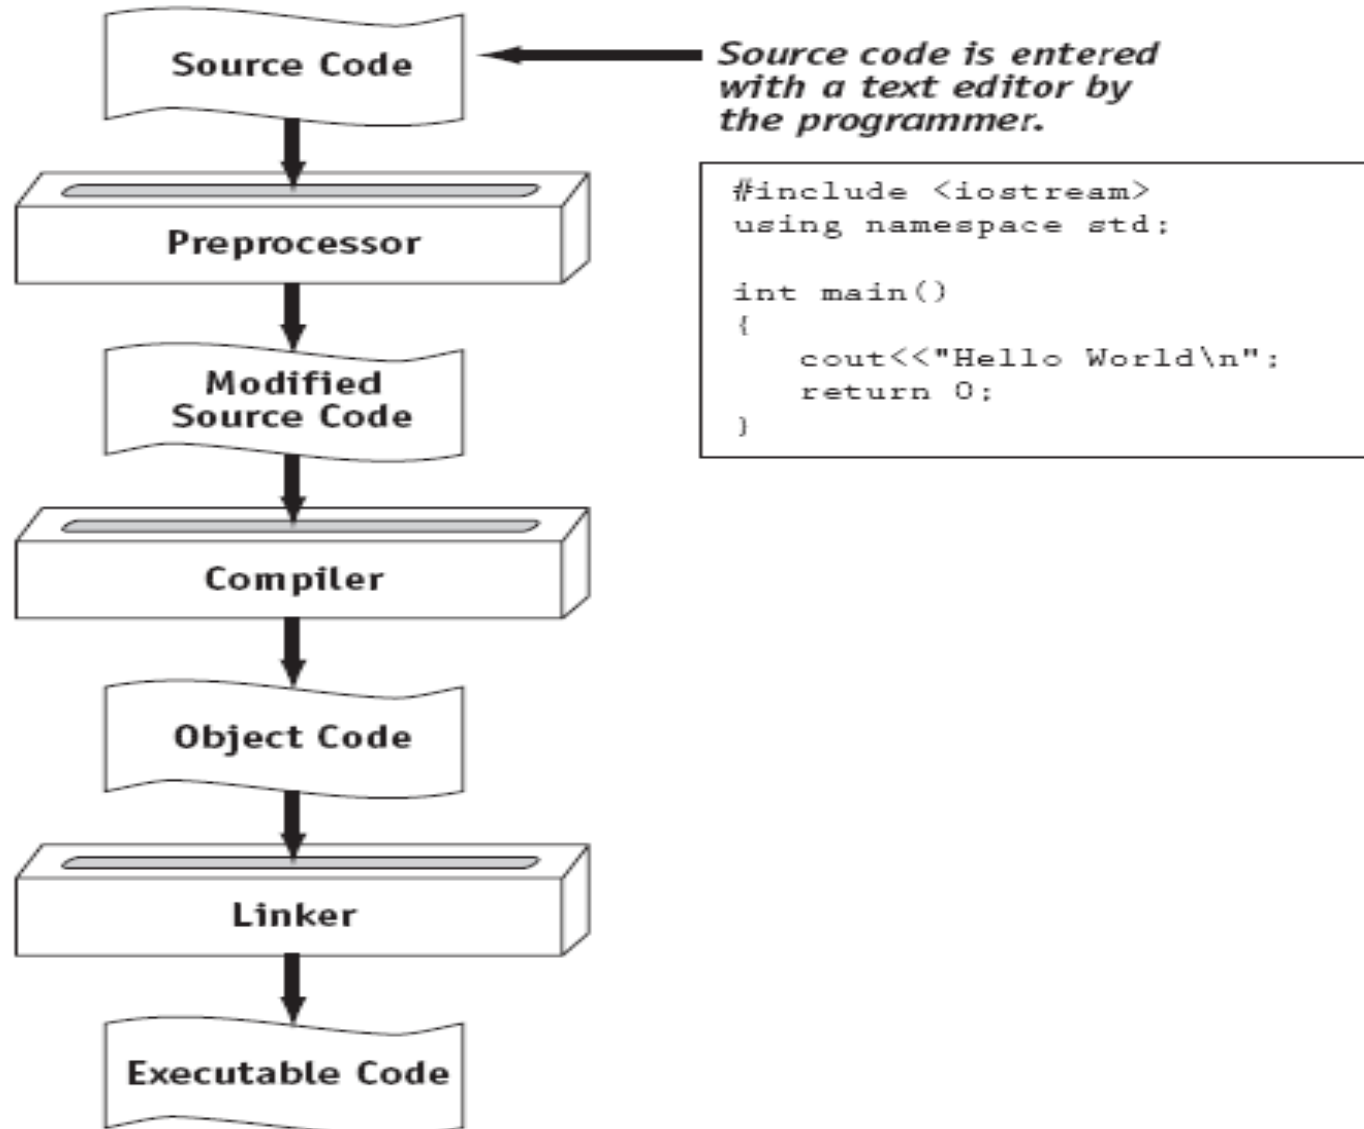 Source Code
Source code is entered
with a text editor by
the programmer.
Preprocessor
#include <iostream>
using namespace std;
int main()
{
cout<<"Hello World\n";
return 0;
}
Modified
Source Code
Compiler
Object Code
Linker
Executable Code